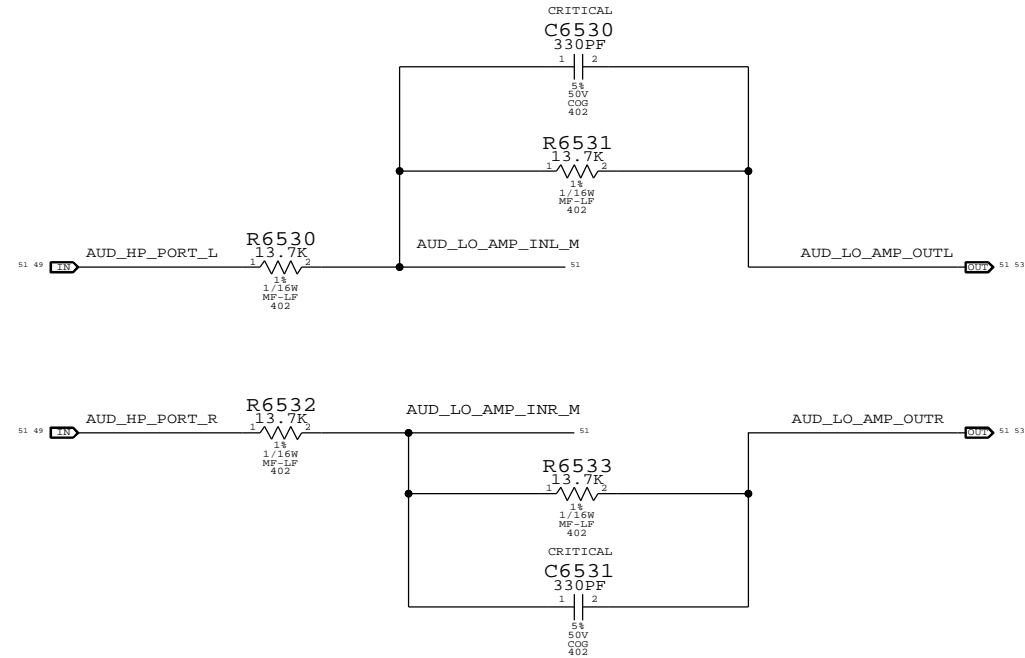 CRITICAL
C6530
330PF
1 2
5%
50V
COG
402
R6531
13.7K
1 2
1%
1/16W
MF-LF
402
AUD_HP_PORT_L
R6530
13.7K
1 2
1%
1/16W
MF-LF
402
AUD_LO_AMP_INL_M
51
AUD_LO_AMP_OUTL
51 49 IN
OUT 51 53
AUD_HP_PORT_R
R6532
13.7K
1 2
1%
1/16W
MF-LF
402
AUD_LO_AMP_INR_M
51
AUD_LO_AMP_OUTR
51 49 IN
OUT 51 53
R6533
13.7K
1 2
1%
1/16W
MF-LF
402
CRITICAL
C6531
330PF
1 2
5%
50V
COG
402